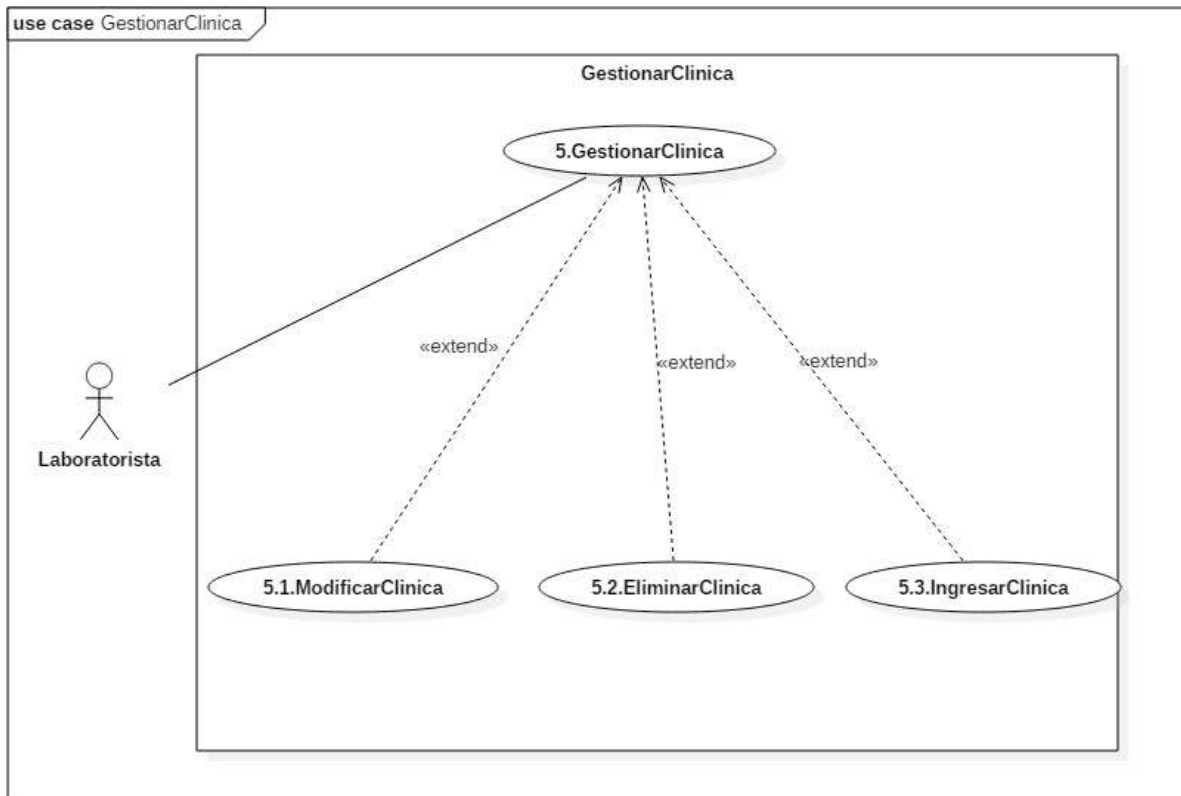 use case GestionarClinica
GestionarClinica
5.GestionarClinica
«extend»
«extend»
«extend»
Laboratorista
5.1.ModificarClinica
5.2.EliminarClinica
5.3.IngresarClinica